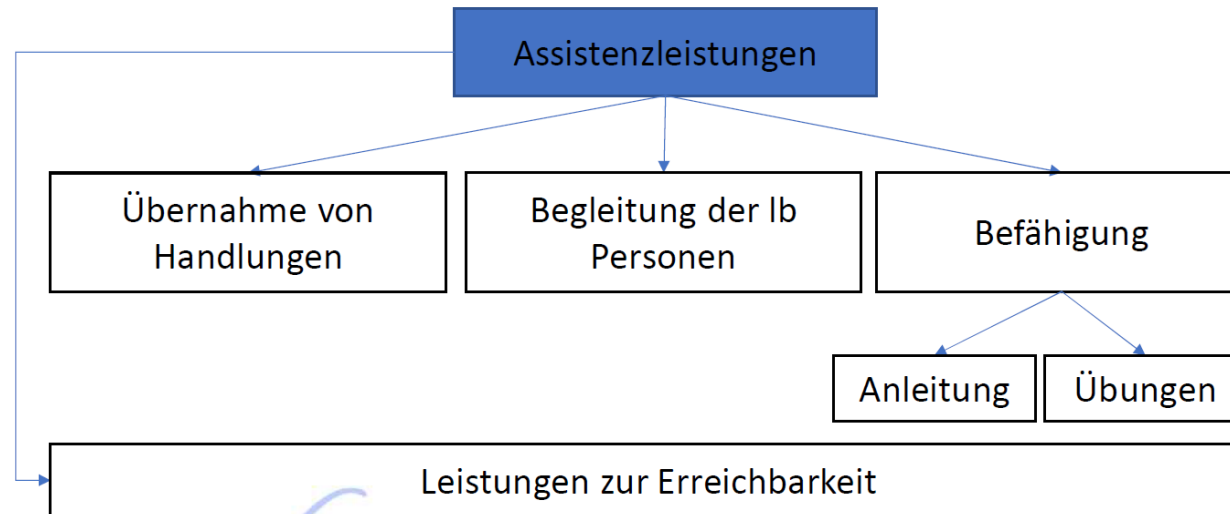 Assistenzleistungen
Übernahme von
Handlungen
Begleitung der lb
Personen
Befähigung
Anleitung
Übungen
Leistungen zur Erreichbarkeit